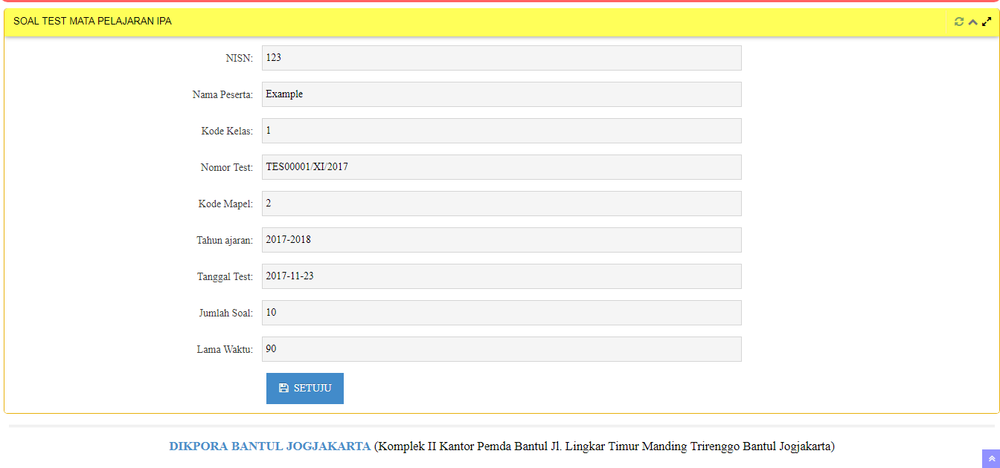 SOAL TEST MATA PELAJARAN IPA
NISN: 123
Nama Peserta: Example
Kode Kelas: 1
Nomor Test: TES00001/XI/2017
Kode Mapel: 2
Tahun ajaran: 2017-2018
Tanggal Test: 2017-11-23
Jumlah Soal: 10
Lama Waktu: 90
SETUJU
DIKPORA BANTUL JOGJAKARTA (Komplek II Kantor Pemda Bantul Jl. Lingkar Timur Manding Trirenggo Bantul Jogjakarta)